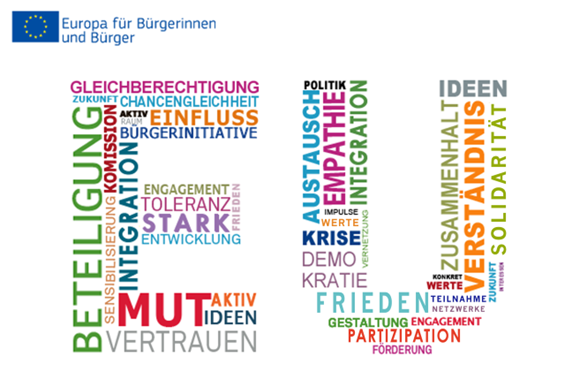 Europa für Bürgerinnen
und Bürger
GLEICHBERECHTIGUNG
ZUKUNFT
CHANCENGLEICHHEIT
AKTIV
RAUM
EINFLUSS
BÜRGERINITIATIVE
BETEILIGUNG
KOMISSION
SENSIBILISIERUNG
INTEGRATION
ENGAGEMENT
TOLERANZ
STARK
FRIEDEN
ENTWICKLUNG
MUT
AKTIV
IDEEN
VERTRAUEN
POLITIK
AUSTAUSCH
EMPATHIE
INTEGRATION
IMPULSE
WERTE
KRISE
VERNETZUNG
DEMO
KRATIE
FRIEDEN
GESTALTUNG
ENGAGEMENT
PARTIZIPATION
FÖRDERUNG
IDEEN
ZUSAMMENHALT
VERSTÄNDNIS
SOLIDARITÄT
KONKRET
WERTE
ZUKUNFT
TEILNAHME
NETZWERKE